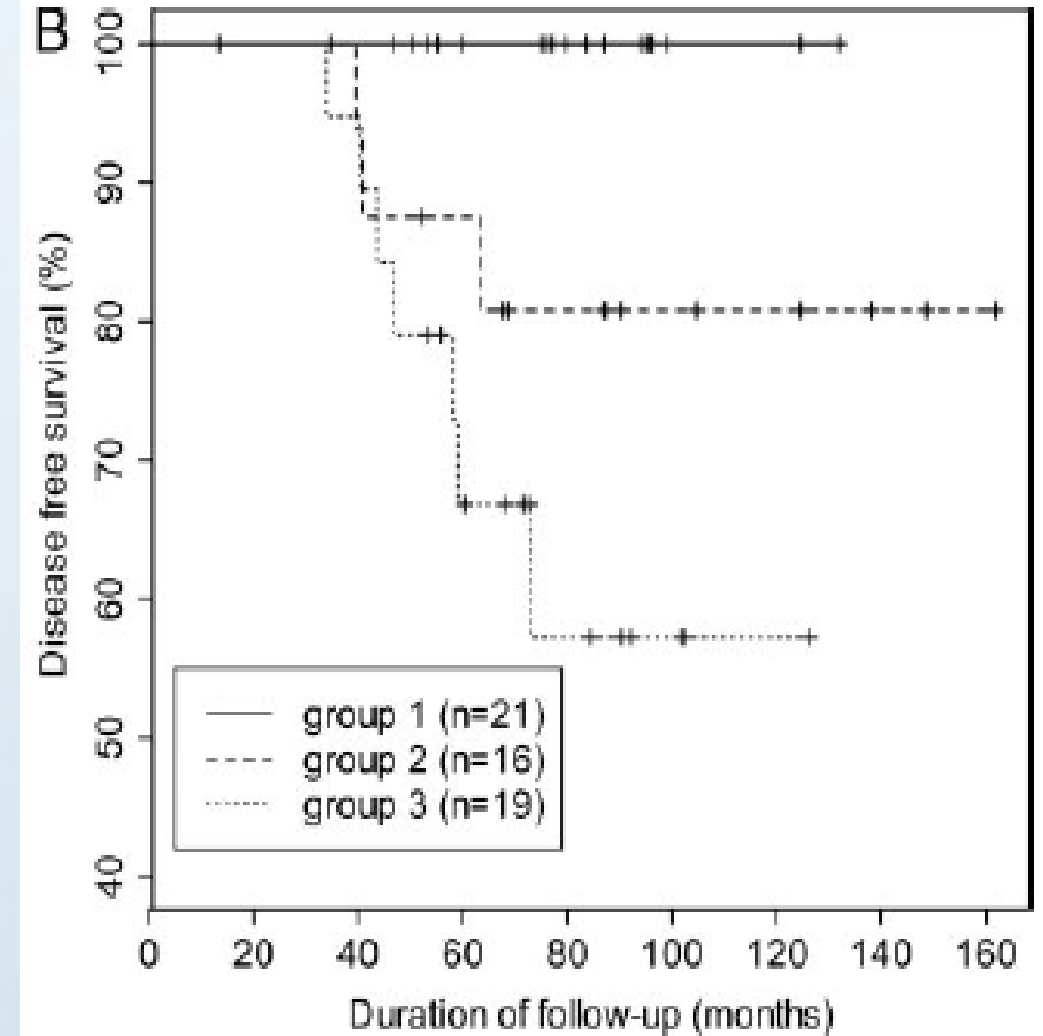 B
Disease free survival (%)
100
90
80
70
60
50
40
group 1 (n=21)
group 2 (n=16)
group 3 (n=19)
0 20 40 60 80 100 120 140 160
Duration of follow-up (months)